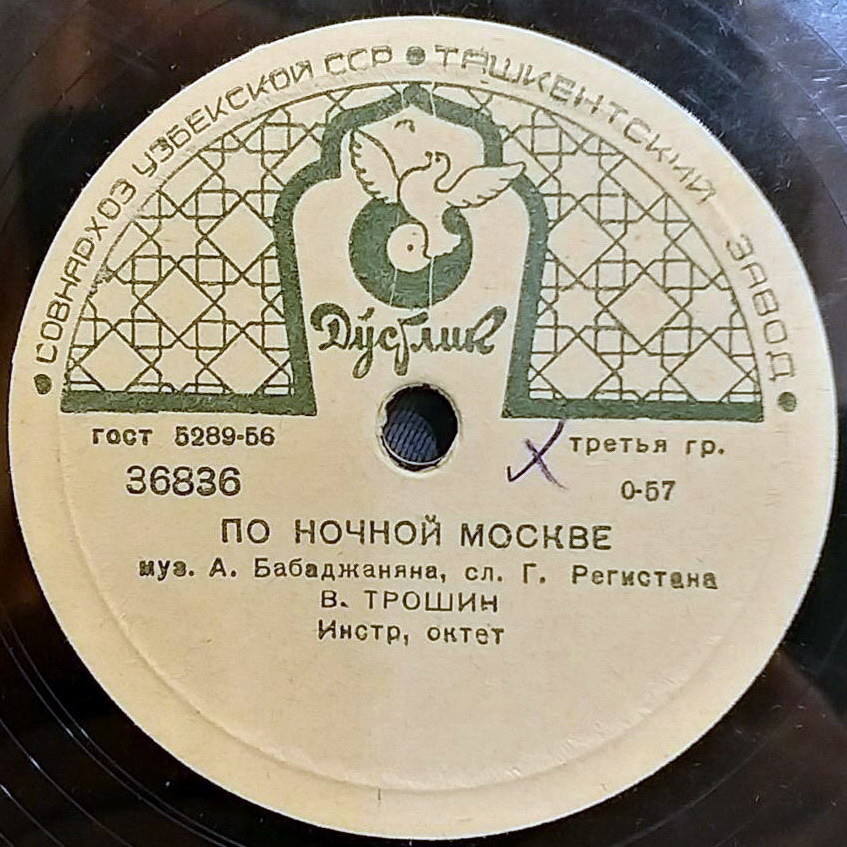 СОВНАРХОЗ УЗБЕКСКОЙ ССР • ТАШКЕНТСКИЙ ЗАВОД
Дўстлик
гост 5289-56
третья гр.
36836
0-57
ПО НОЧНОЙ МОСКВЕ
муз. А. Бабаджаняна, сл. Г. Регистана
В. ТРОШИН
Инстр, октет